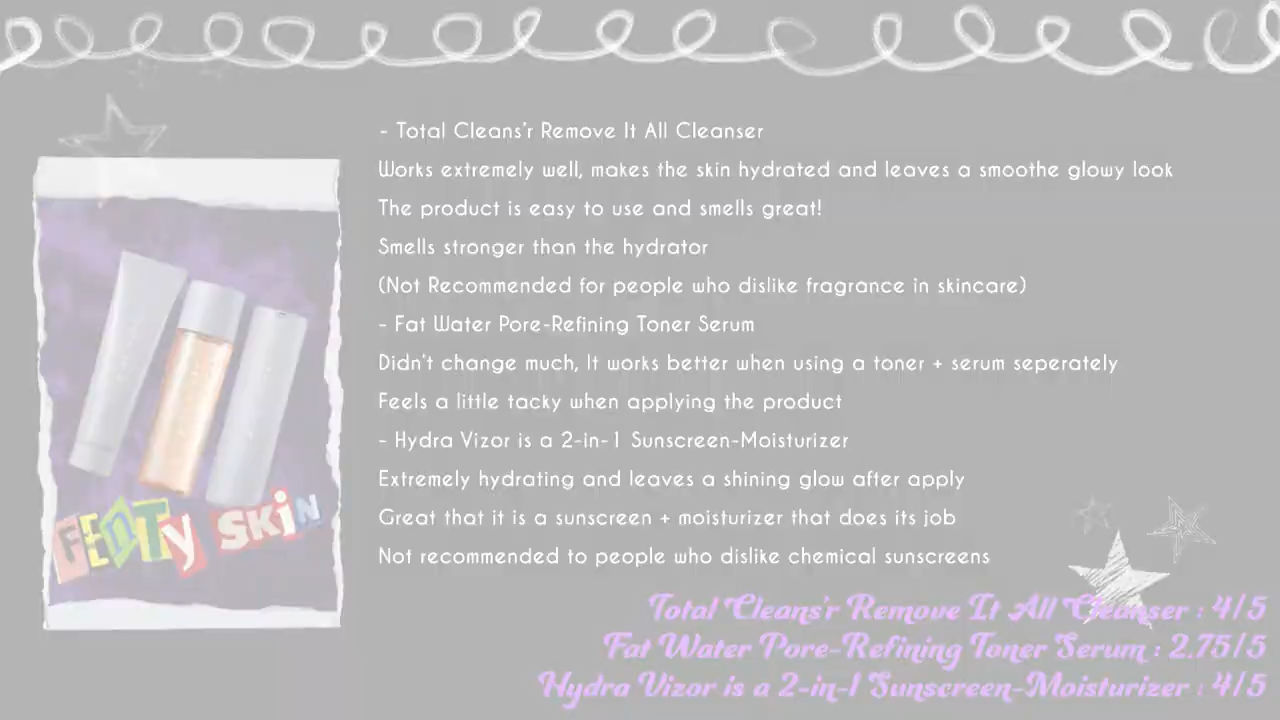 - Total Cleans'r Remove It All Cleanser
Works extremely well, makes the skin hydrated and leaves a smoothe glowy look
The product is easy to use and smells great!
Smells stronger than the hydrator
(Not Recommended for people who dislike fragrance in skincare)
- Fat Water Pore-Refining Toner Serum
Didn't change much, It works better when using a toner + serum seperately
Feels a little tacky when applying the product
- Hydra Vizor is a 2-in-1 Sunscreen-Moisturizer
Extremely hydrating and leaves a shining glow after apply
Great that it is a sunscreen + moisturizer that does its job
Not recommended to people who dislike chemical sunscreens
FENTy SKiN
Total Cleans'r Remove It All Cleanser : 4/5
Fat Water Pore-Refining Toner Serum : 2.75/5
Hydra Vizor is a 2-in-1 Sunscreen-Moisturizer : 4/5